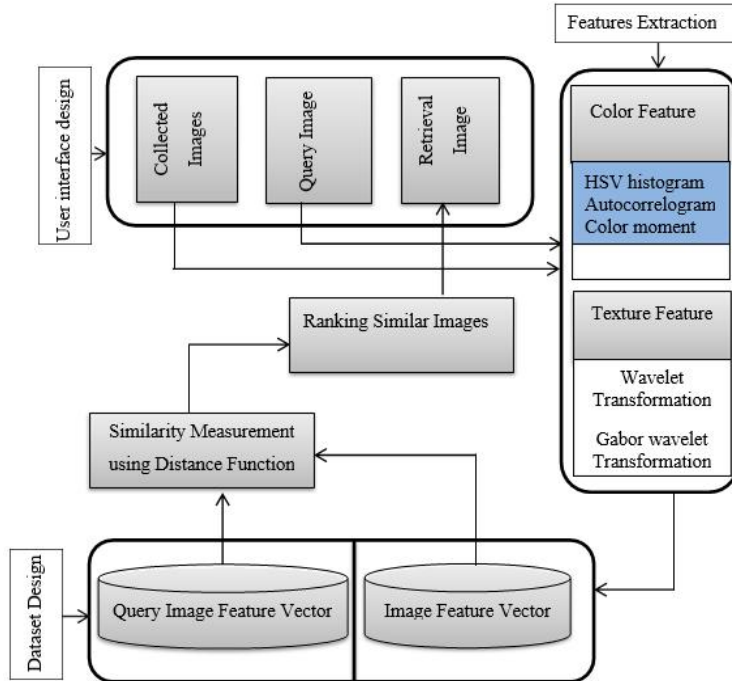 Features Extraction
User interface design
Collected
Images
Query Image
Retrieval
Image
Color Feature
HSV histogram
Autocorrelogram
Color moment
Ranking Similar Images
Texture Feature
Wavelet
Transformation
Gabor wavelet
Transformation
Similarity Measurement
using Distance Function
Dataset Design
Query Image Feature Vector
Image Feature Vector